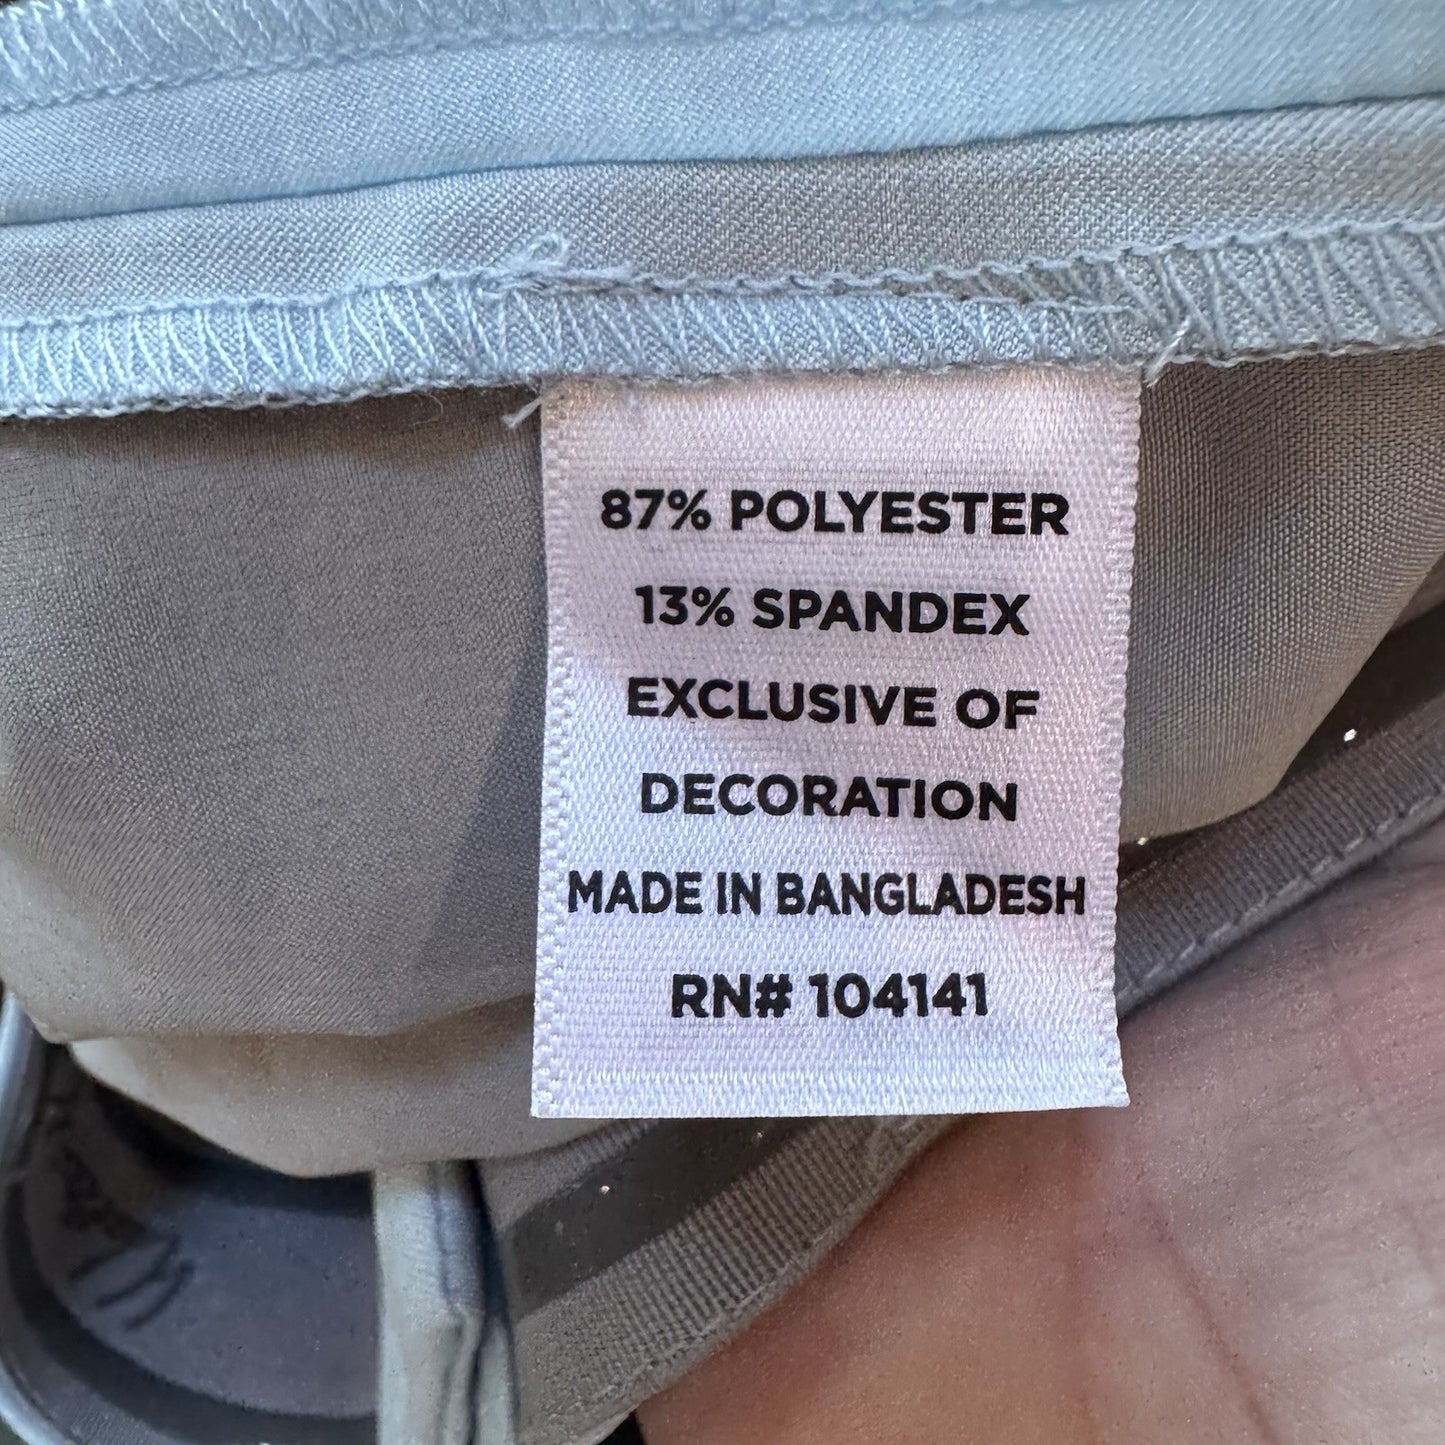 87% POLYESTER
13% SPANDEX
EXCLUSIVE OF
DECORATION
MADE IN BANGLADESH
RN# 104141